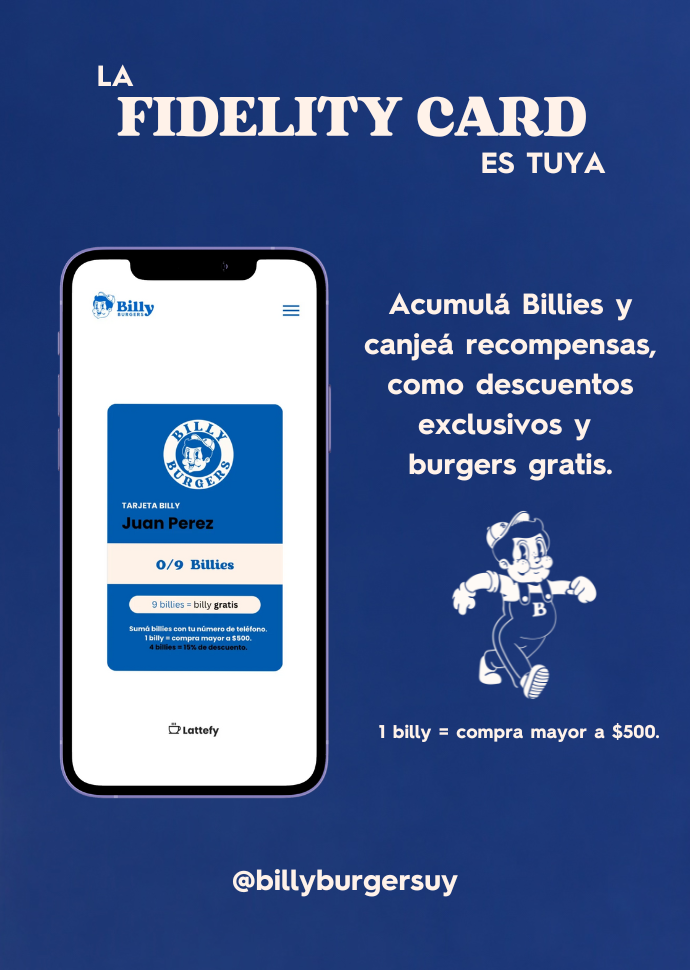 LA
FIDELITY CARD
ES TUYA
Billy
BURGERS
BILLY
BURGERS
TARJETA BILLY
Juan Perez
0/9 Billies
9 billies = billy gratis
Sumá billies con tu número de teléfono.
1 billy = compra mayor a $500.
4 billies = 15% de descuento.
Lattefy
Acumulá Billies y
canjeá recompensas,
como descuentos
exclusivos y
burgers gratis.
B
1 billy = compra mayor a $500.
@billyburgersuy